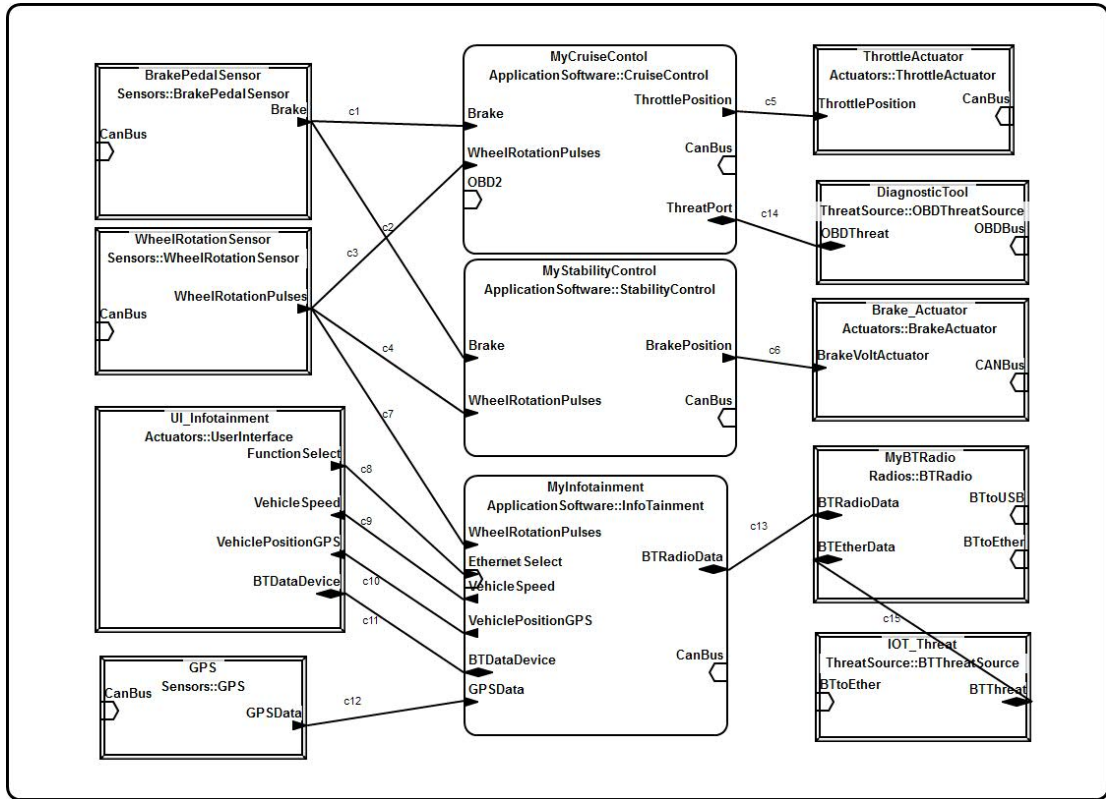 BrakePedalSensor
Sensors::BrakePedalSensor
Brake
CanBus
WheelRotationSensor
Sensors::WheelRotationSensor
WheelRotationPulses
CanBus
UI_Infotainment
Actuators::UserInterface
FunctionSelect
VehicleSpeed
VehiclePositionGPS
BTDataDevice
GPS
Sensors::GPS
CanBus
GPSData
c1
c2
c3
c4
c7
c8
c9
c10
c11
c12
MyCruiseContol
ApplicationSoftware::CruiseControl
ThrottlePosition
Brake
WheelRotationPulses
CanBus
OBD2
ThreatPort
MyStabilityControl
ApplicationSoftware::StabilityControl
Brake
BrakePosition
WheelRotationPulses
CanBus
MyInfotainment
ApplicationSoftware::InfoTainment
WheelRotationPulses
BTRadioData
Ethernet Select
VehicleSpeed
VehiclePositionGPS
BTDataDevice
CanBus
GPSData
c5
c14
c6
c13
c15
ThrottleActuator
Actuators::ThrottleActuator
ThrottlePosition
CanBus
DiagnosticTool
ThreatSource::OBDThreatSource
OBDThreat
OBDBus
Brake_Actuator
Actuators::BrakeActuator
BrakeVoltActuator
CANBus
MyBTRadio
Radios::BTRadio
BTRadioData
BTtoUSB
BTEtherData
BTtoEther
IOT_Threat
ThreatSource::BTThreatSource
BTtoEther
BTThreat